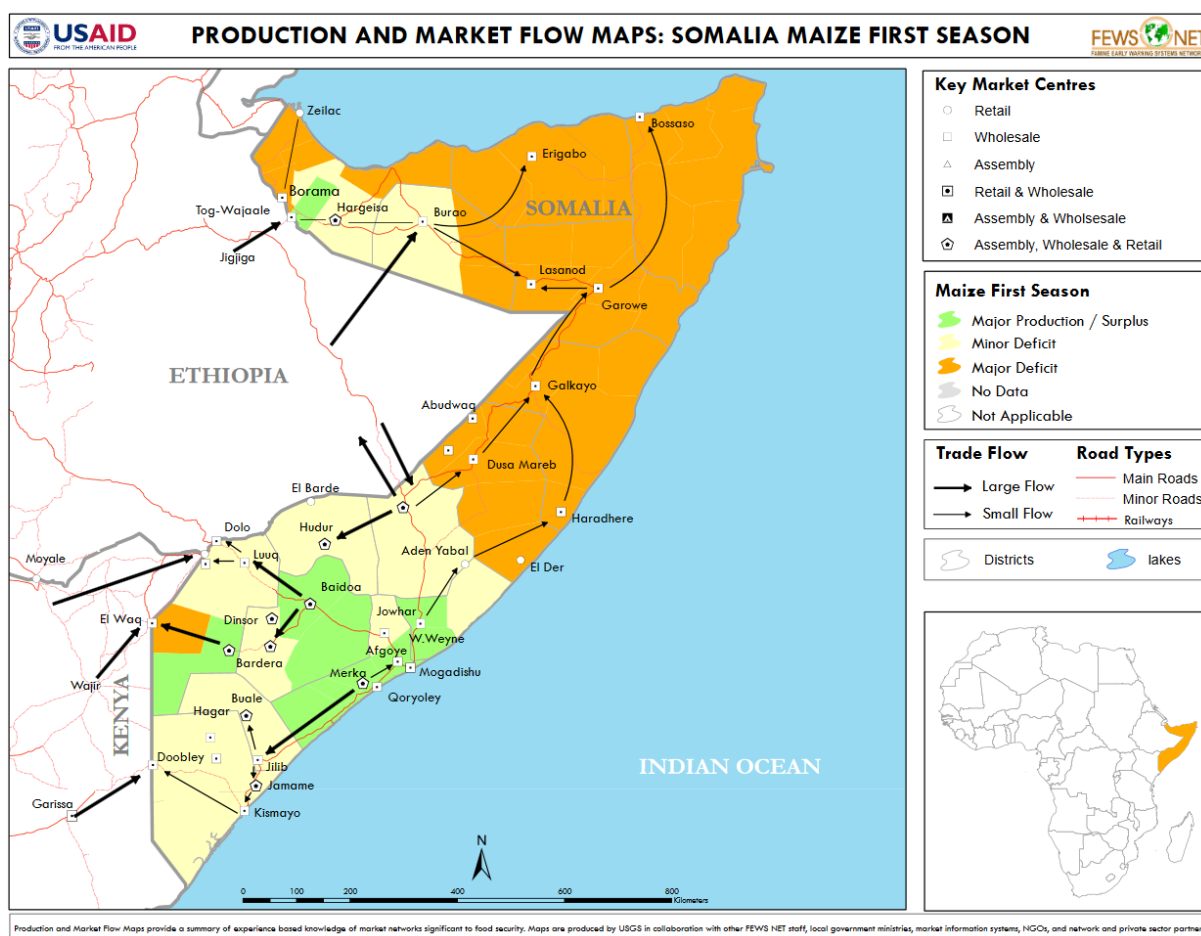 USAID
FROM THE AMERICAN PEOPLE
PRODUCTION AND MARKET FLOW MAPS: SOMALIA MAIZE FIRST SEASON
FEWS NET
FAMINE EARLY WARNING SYSTEMS NETWORK
Zeilac
Bossaso
Erigabo
Borama
Tog-Wajaale
Hargeisa
Burao
SOMALIA
Jigjiga
Lasanod
Garowe
ETHIOPIA
Galkayo
Abudwaq
Dusa Mareb
El Barde
Haradhere
Dolo
Hudur
Aden Yabal
Moyale
Luuq
El Der
Baidoa
El Waq
Dinsor
Jowhar
W.Weyne
Bardera
Afgoye
Mogadishu
Wajir
Merka
Qoryoley
KENYA
Buale
Hagar
Doobley
Jilib
INDIAN OCEAN
Jamame
Garissa
Kismayo
N
0 100 200 400 600 800
Kilometers
Key Market Centres
Retail
Wholesale
Assembly
Retail & Wholesale
Assembly & Wholsesale
Assembly, Wholesale & Retail
Maize First Season
Major Production / Surplus
Minor Deficit
Major Deficit
No Data
Not Applicable
Trade Flow
Large Flow
Small Flow
Road Types
Main Roads
Minor Roads
Railways
Districts
lakes
Production and Market Flow Maps provide a summary of experience based knowledge of market networks significant to food security. Maps are produced by USGS in collaboration with other FEWS NET staff, local government ministries, market information systems, NGOs, and network and private sector partne